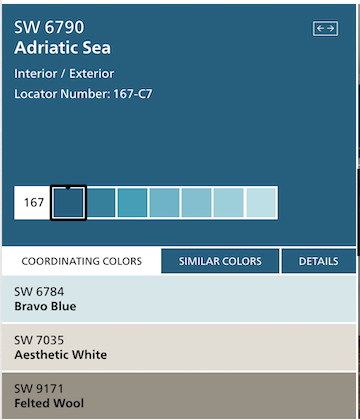 SW 6790
Adriatic Sea
Interior / Exterior
Locator Number: 167-C7
167
COORDINATING COLORS
SIMILAR COLORS
DETAILS
SW 6784
Bravo Blue
SW 7035
Aesthetic White
SW 9171
Felted Wool